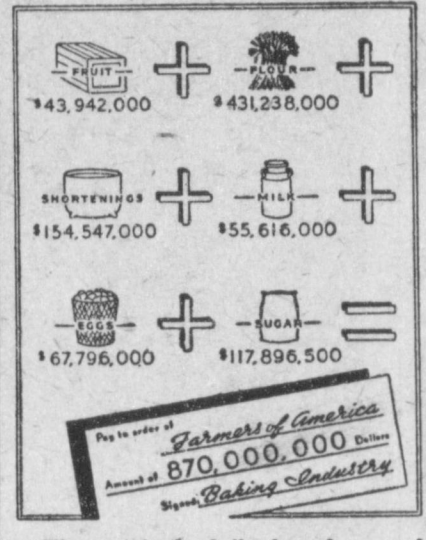 FRUIT + FLOUR +
$43,942,000 $431,238,000
SHORTENINGS + MILK +
$154,547,000 $55,616,000
EGGS + SUGAR =
$67,796,000 $117,896,500
Pay to order of Farmers of America
Amount of 870,000,000 Dollars
Signed: Baking Industry